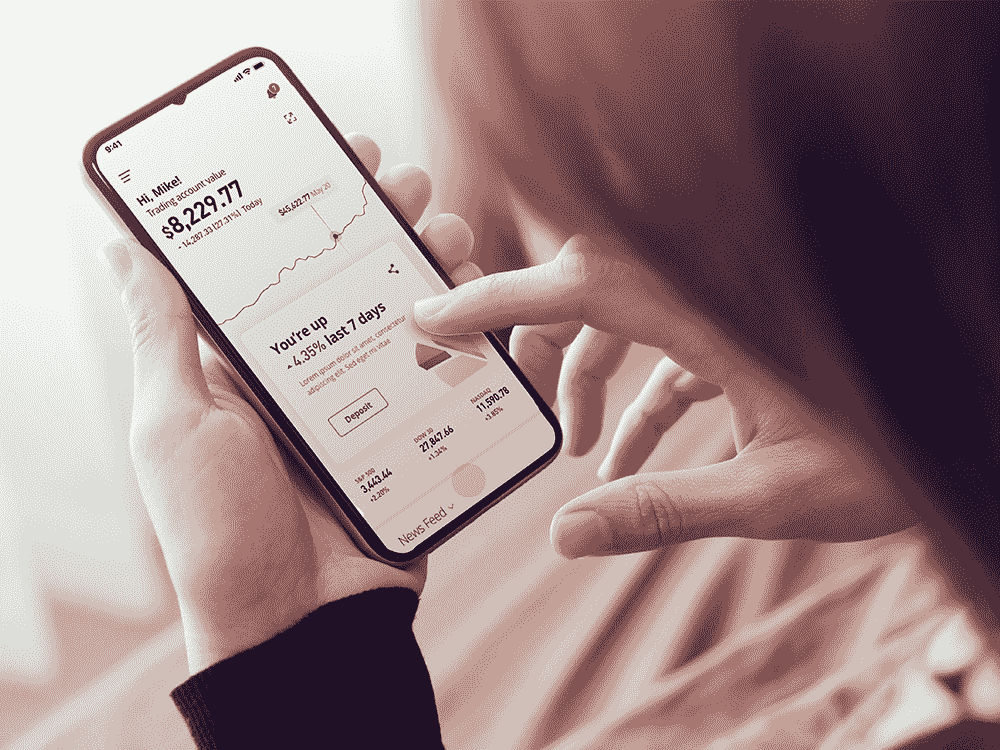 9:41
Hi, Mike!
Trading account value
$8,229.77
14,287.33 (27.31%) Today
$45,622.77 May 20
You're up
4.35% last 7 days
Lorem ipsum dolor sit amet, consectetur
adipiscing elit. Sed eget mi vitae
Deposit
S&P 500
3,443.44
+2.20%
DOW 30
27,847.66
+1.34%
NASDAQ
11,590.78
+3.85%
News Feed